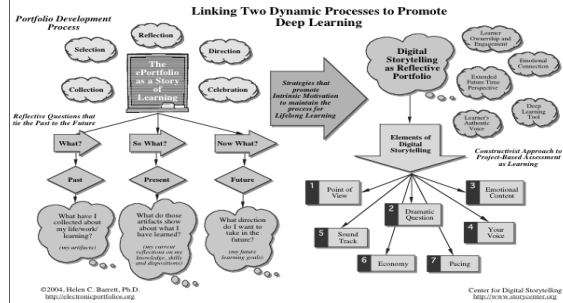 Linking Two Dynamic Processes to Promote
Deep Learning
Portfolio Development
Process
Reflection
Selection
Direction
The
ePortfolio
as a Story
of
Learning
Collection
Celebration
Reflective Questions that
tie the Past to the Future
What?
So What?
Now What?
Past
Present
Future
What have I
collected about
my life/work/
learning?
(my artifacts)
What do those
artifacts show
about what I
have learned?
(my current
reflections on my
knowledge, skills
and dispositions)
What direction
do I want to
take in the
future?
(my future
learning goals)
Strategies that
promote
Intrinsic Motivation
to maintain the
process for
Lifelong Learning
Digital
Storytelling
as Reflective
Portfolio
Learner
Ownership and
Engagement
Emotional
Connection
Extended
Future Time
Perspective
Deep
Learning
Tool
Learner's
Authentic
Voice
Elements of
Digital
Storytelling
Constructivist Approach to
Project-Based Assessment
as Learning
1 Point of
View
3 Emotional
Content
2 Dramatic
Question
5 Sound
Track
4 Your
Voice
6 Economy
7 Pacing
©2004, Helen C. Barrett, Ph.D.
http://electronicportfolios.org
Center for Digital Storytelling
http://www.storycenter.org